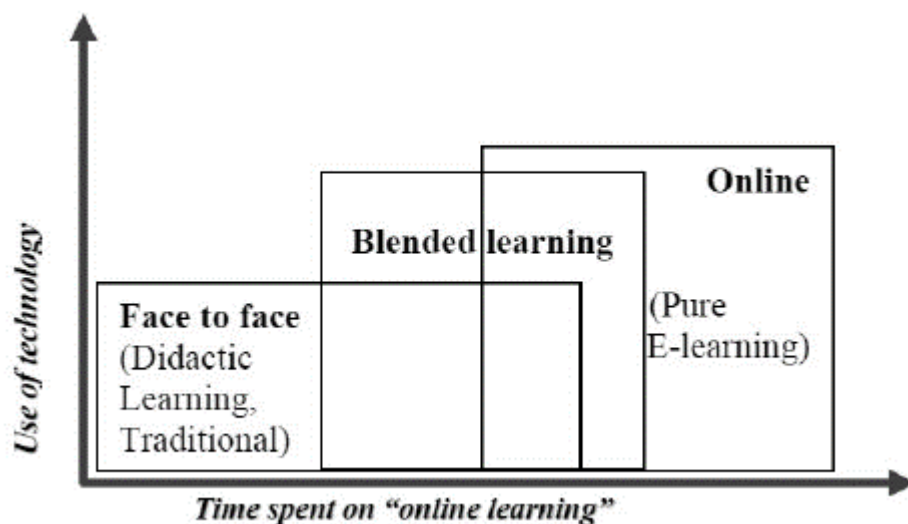 Use of technology
Online
Blended learning
(Pure
E-learning)
Face to face
(Didactic
Learning,
Traditional)
Time spent on “online learning”